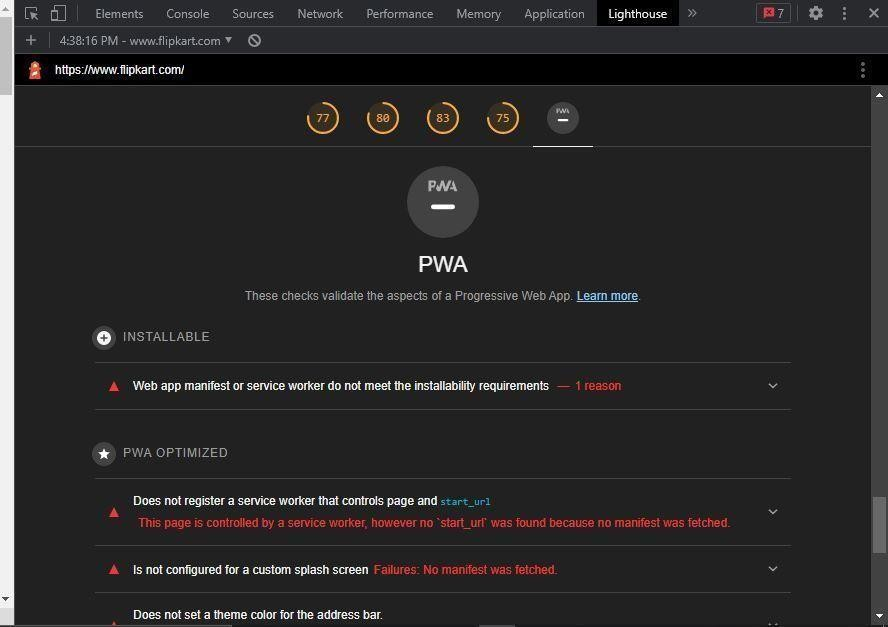 Elements Console Sources Network Performance Memory Application Lighthouse » 7
4:38:16 PM - www.flipkart.com
https://www.flipkart.com/
77 80 83 75 PWA
PWA
PWA
These checks validate the aspects of a Progressive Web App. Learn more.
INSTALLABLE
Web app manifest or service worker do not meet the installability requirements — 1 reason
PWA OPTIMIZED
Does not register a service worker that controls page and start_url
This page is controlled by a service worker, however no `start_url` was found because no manifest was fetched.
Is not configured for a custom splash screen Failures: No manifest was fetched.
Does not set a theme color for the address bar.